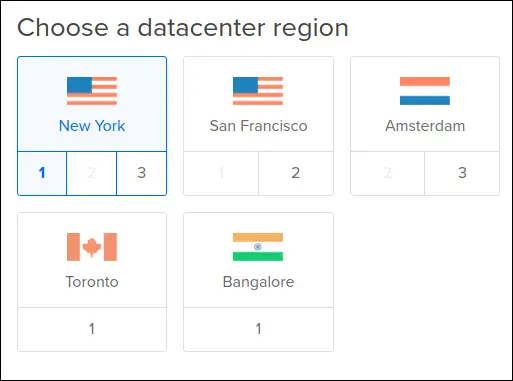 Choose a datacenter region
New York
San Francisco
Amsterdam
1 2 3
1 2
2 3
Toronto
Bangalore
1
1